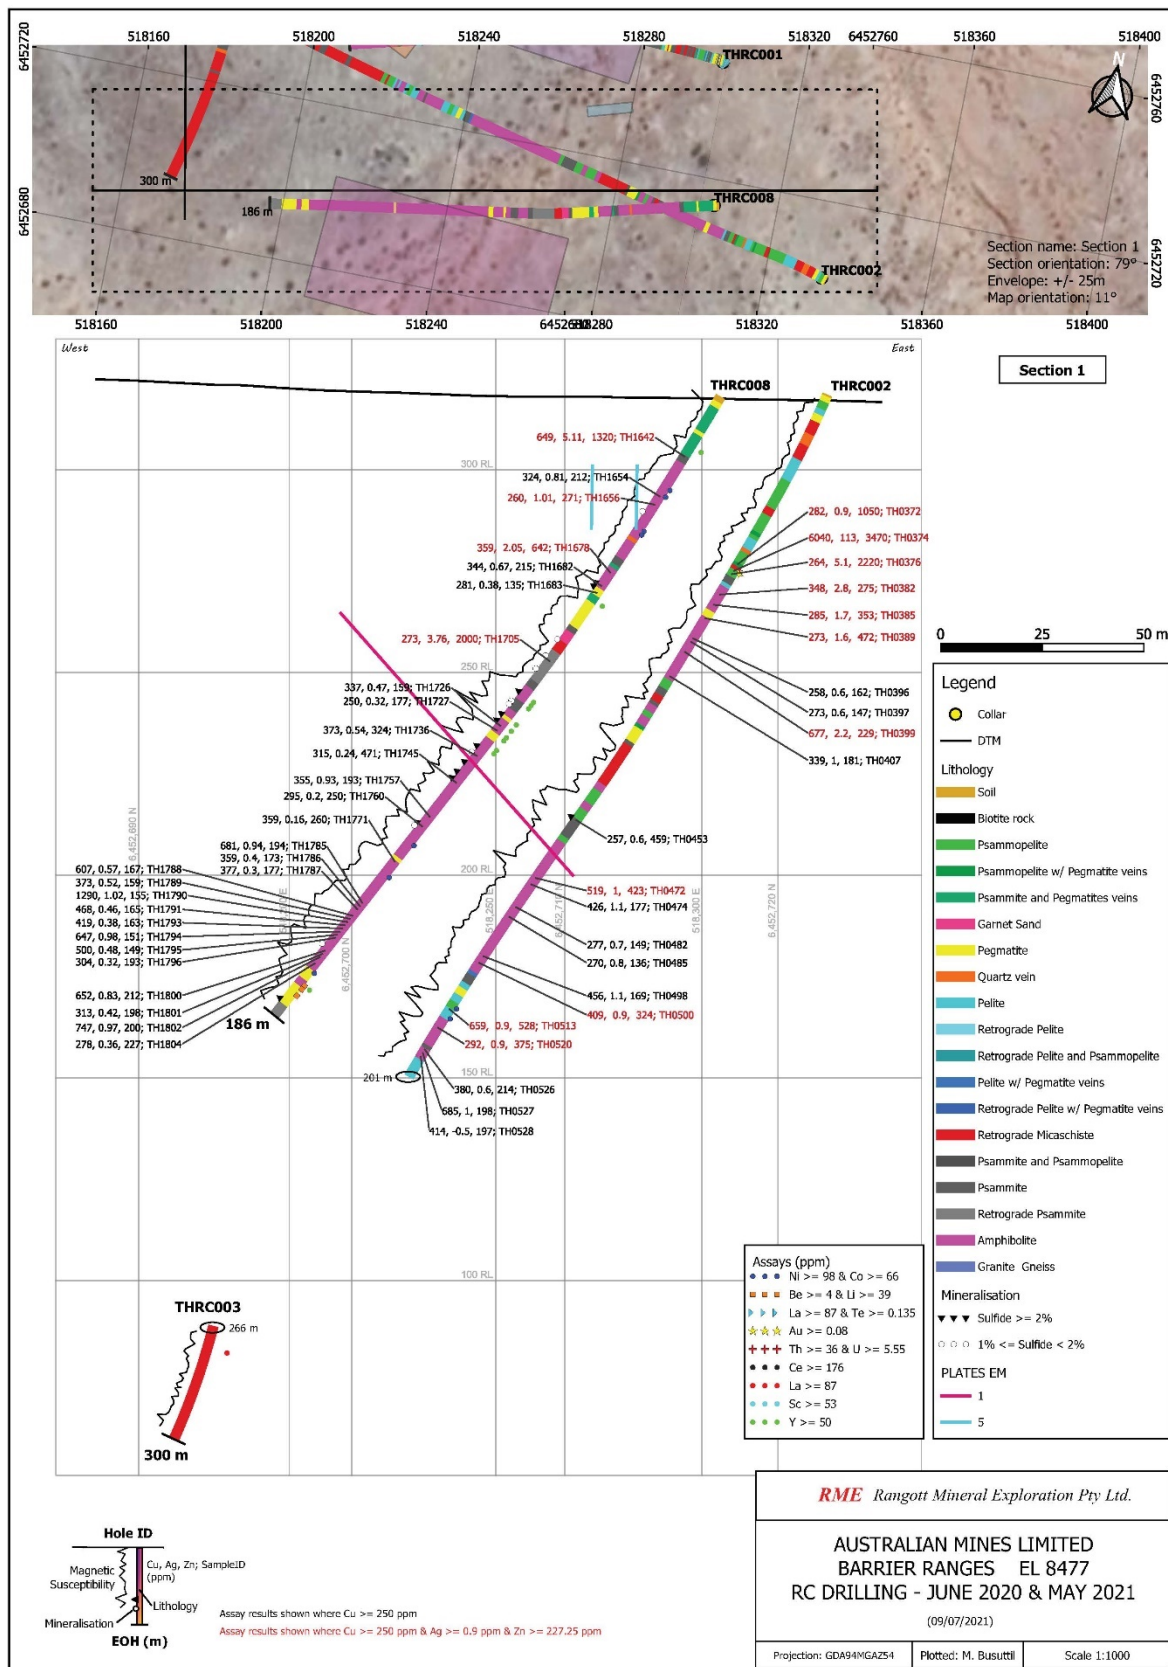 518160
518200
518240
518280
518320
6452760
518360
518400
6452720
THRC001
N
6452760
300 m
186 m
THRC008
6452680
THRC002
6452720
Section name: Section 1
Section orientation: 79°
Envelope: +/- 25m
Map orientation: 11°
518160
518200
518240
518280
518320
518360
518400
West
East
Section 1
THRC008
THRC002
649, 5.11, 1320; TH1642
300 RL
324, 0.81, 212; TH1654
260, 1.01, 271; TH1656
282, 0.9, 1050; TH0372
6040, 113, 3470; TH0374
359, 2.05, 642; TH1678
264, 5.1, 2220; TH0376
344, 0.67, 215; TH1682
281, 0.38, 135; TH1683
348, 2.8, 275; TH0382
285, 1.7, 353; TH0385
273, 3.76, 2000; TH1705
273, 1.6, 472; TH0389
250 RL
337, 0.47, 159; TH1726
250, 0.32, 177; TH1727
258, 0.6, 162; TH0396
273, 0.6, 147; TH0397
373, 0.54, 324; TH1736
677, 2.2, 229; TH0399
315, 0.24, 471; TH1745
339, 1, 181; TH0407
355, 0.93, 193; TH1757
295, 0.2, 250; TH1760
359, 0.16, 260; TH1771
257, 0.6, 459; TH0453
681, 0.94, 194; TH1785
359, 0.4, 173; TH1786
377, 0.3, 177; TH1787
200 RL
607, 0.57, 167; TH1788
373, 0.52, 159; TH1789
1290, 1.02, 155; TH1790
468, 0.46, 165; TH1791
419, 0.38, 163; TH1793
647, 0.98, 151; TH1794
500, 0.48, 149; TH1795
304, 0.32, 193; TH1796
519, 1, 423; TH0472
426, 1.1, 177; TH0474
277, 0.7, 149; TH0482
270, 0.8, 136; TH0485
652, 0.83, 212; TH1800
313, 0.42, 198; TH1801
747, 0.97, 200; TH1802
278, 0.36, 227; TH1804
456, 1.1, 169; TH0498
409, 0.9, 324; TH0500
186 m
659, 0.9, 528; TH0513
292, 0.9, 375; TH0520
201 m
150 RL
380, 0.6, 214; TH0526
685, 1, 198; TH0527
414, -0.5, 197; TH0528
6,452,690 N
6,452,700 N
518,250 E
6,452,710 N
518,300 E
6,452,720 N
100 RL
THRC003
266 m
300 m
0
25
50 m
Legend
Collar
DTM
Lithology
Soil
Biotite rock
Psammopelite
Psammopelite w/ Pegmatite veins
Psammite and Pegmatites veins
Garnet Sand
Pegmatite
Quartz vein
Pelite
Retrograde Pelite
Retrograde Pelite and Psammopelite
Pelite w/ Pegmatite veins
Retrograde Pelite w/ Pegmatite veins
Retrograde Micaschiste
Psammite and Psammopelite
Psammite
Retrograde Psammite
Amphibolite
Granite Gneiss
Mineralisation
Sulfide >= 2%
1% <= Sulfide < 2%
PLATES EM
1
5
Assays (ppm)
Ni >= 98 & Co >= 66
Be >= 4 & Li >= 39
La >= 87 & Te >= 0.135
Au >= 0.08
Th >= 36 & U >= 5.55
Ce >= 176
La >= 87
Sc >= 53
Y >= 50
Hole ID
Magnetic
Susceptibility
Cu, Ag, Zn; SampleID
(ppm)
Lithology
Mineralisation
EOH (m)
Assay results shown where Cu >= 250 ppm
Assay results shown where Cu >= 250 ppm & Ag >= 0.9 ppm & Zn >= 227.25 ppm
RME Rangott Mineral Exploration Pty Ltd.
AUSTRALIAN MINES LIMITED
BARRIER RANGES EL 8477
RC DRILLING - JUNE 2020 & MAY 2021
(09/07/2021)
Projection: GDA94MGAZ54
Plotted: M. Busuttil
Scale 1:1000